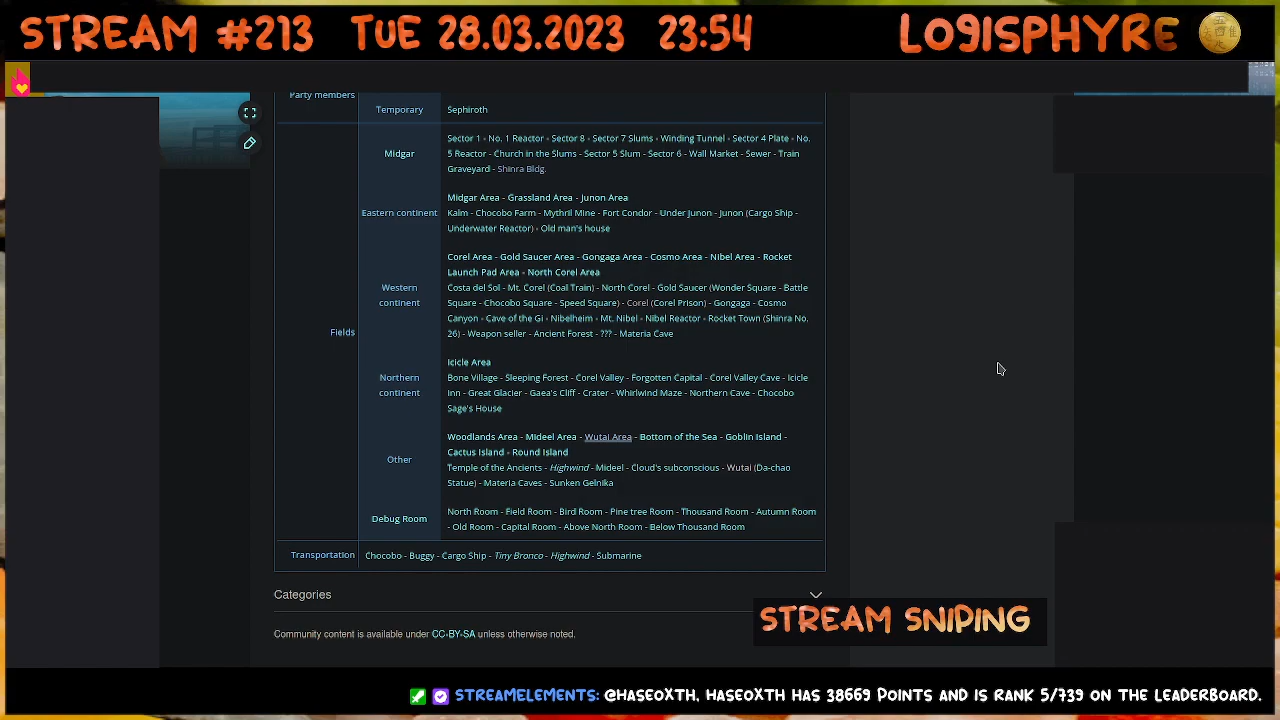 STREAM #213 TUE 28.03.2023 23:54 LO9ISPHYRE
Party members
Temporary Sephiroth
Midgar
Sector 1 - No. 1 Reactor - Sector 8 - Sector 7 Slums - Winding Tunnel - Sector 4 Plate - No.
5 Reactor - Church in the Slums - Sector 5 Slum - Sector 6 - Wall Market - Sewer - Train
Graveyard - Shinra Bldg.
Eastern continent
Midgar Area - Grassland Area - Junon Area
Kalm - Chocobo Farm - Mythril Mine - Fort Condor - Under Junon - Junon (Cargo Ship -
Underwater Reactor) - Old man's house
Fields
Western
continent
Corel Area - Gold Saucer Area - Gongaga Area - Cosmo Area - Nibel Area - Rocket
Launch Pad Area - North Corel Area
Costa del Sol - Mt. Corel (Coal Train) - North Corel - Gold Saucer (Wonder Square - Battle
Square - Chocobo Square - Speed Square) - Corel (Corel Prison) - Gongaga - Cosmo
Canyon - Cave of the Gi - Nibelheim - Mt. Nibel - Nibel Reactor - Rocket Town (Shinra No.
26) - Weapon seller - Ancient Forest - ??? - Materia Cave
Northern
continent
Icicle Area
Bone Village - Sleeping Forest - Corel Valley - Forgotten Capital - Corel Valley Cave - Icicle
Inn - Great Glacier - Gaea's Cliff - Crater - Whirlwind Maze - Northern Cave - Chocobo
Sage's House
Other
Woodlands Area - Mideel Area - Wutai Area - Bottom of the Sea - Goblin Island -
Cactus Island - Round Island
Temple of the Ancients - Highwind - Mideel - Cloud's subconscious - Wutai (Da-chao
Statue) - Materia Caves - Sunken Gelnika
Debug Room
North Room - Field Room - Bird Room - Pine tree Room - Thousand Room - Autumn Room
- Old Room - Capital Room - Above North Room - Below Thousand Room
Transportation Chocobo - Buggy - Cargo Ship - Tiny Bronco - Highwind - Submarine
Categories
Community content is available under CC-BY-SA unless otherwise noted.
STREAM SNIPING
STREAMELEMENTS: @HASEOXTH, HASEOXTH HAS 38669 POINTS AND IS RANK 5/739 ON THE LEADERBOARD.